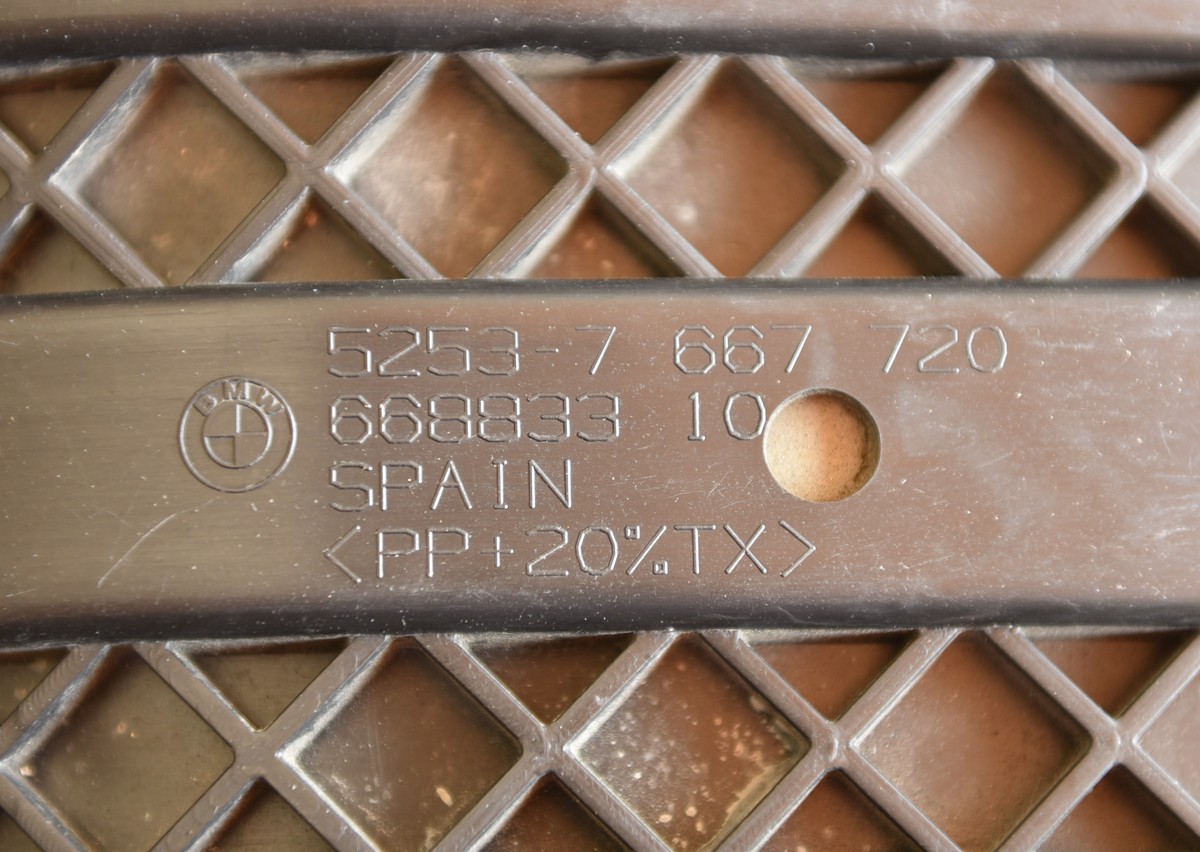 BMW
5253-7 667 720
668833 10
SPAIN
<PP+20%TX>